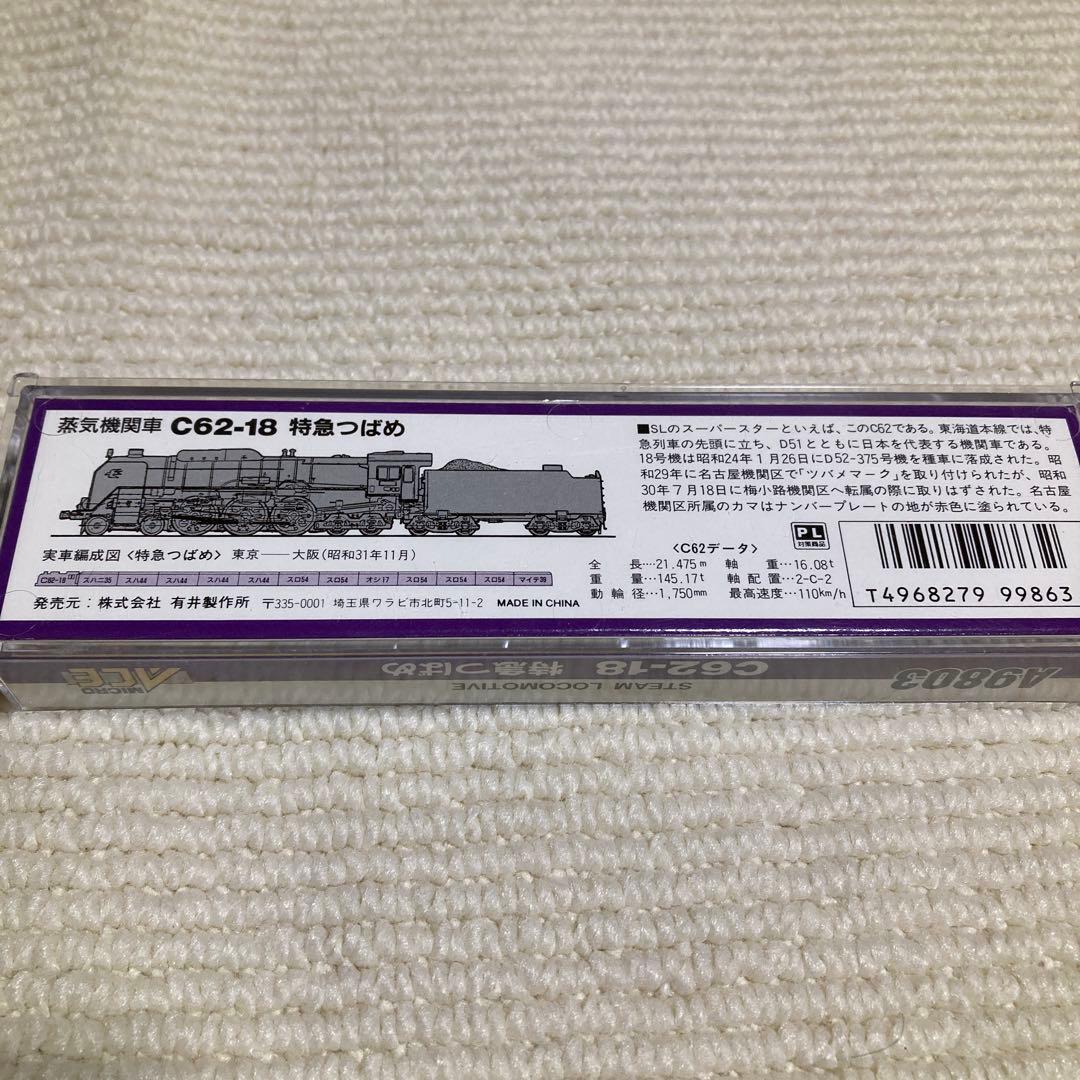 蒸気機関車 C62-18 特急つばめ
■SLのスーパースターといえば、このC62である。東海道本線では、特
急列車の先頭に立ち、D51とともに日本を代表する機関車である。
18号機は昭和24年1月26日にD52-375号機を種車に落成された。昭
和29年に名古屋機関区で「ツバメマーク」を取り付けられたが、昭和
30年7月18日に梅小路機関区へ転属の際に取りはずされた。名古屋
機関区所属のカマはナンバープレートの地が赤色に塗られている。
実車編成図〈特急つばめ〉 東京――大阪(昭和31年11月)
C62-18 スハニ35 スハ44 スハ44 スハ44 スハ44 スロ54 スロ54 オシ17 スロ54 スロ54 スロ54 マイテ39
発売元:株式会社 有井製作所 〒335-0001 埼玉県ワラビ市北町5-11-2 MADE IN CHINA
〈C62データ〉
全長…21.475m 軸重…16.08t
重量…145.17t 軸配置…2-C-2
動輪径…1,750mm 最高速度…110km/h
PL
対策商品
T4968279 99863
A9803
C62-18 特急つばめ
STEAM LOCOMOTIVE
MICRO
ACE